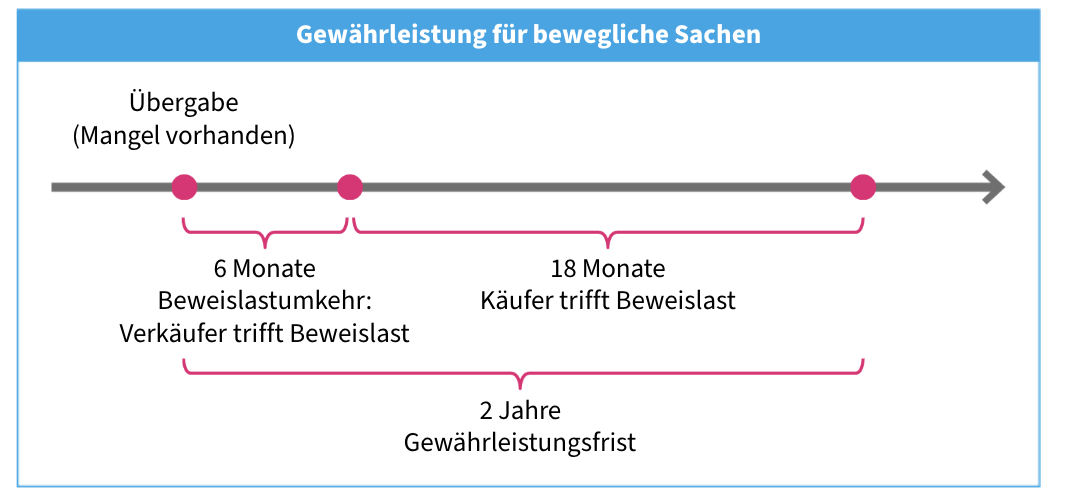 Gewährleistung für bewegliche Sachen
Übergabe
(Mangel vorhanden)
6 Monate
Beweislastumkehr:
Verkäufer trifft Beweislast
18 Monate
Käufer trifft Beweislast
2 Jahre
Gewährleistungsfrist